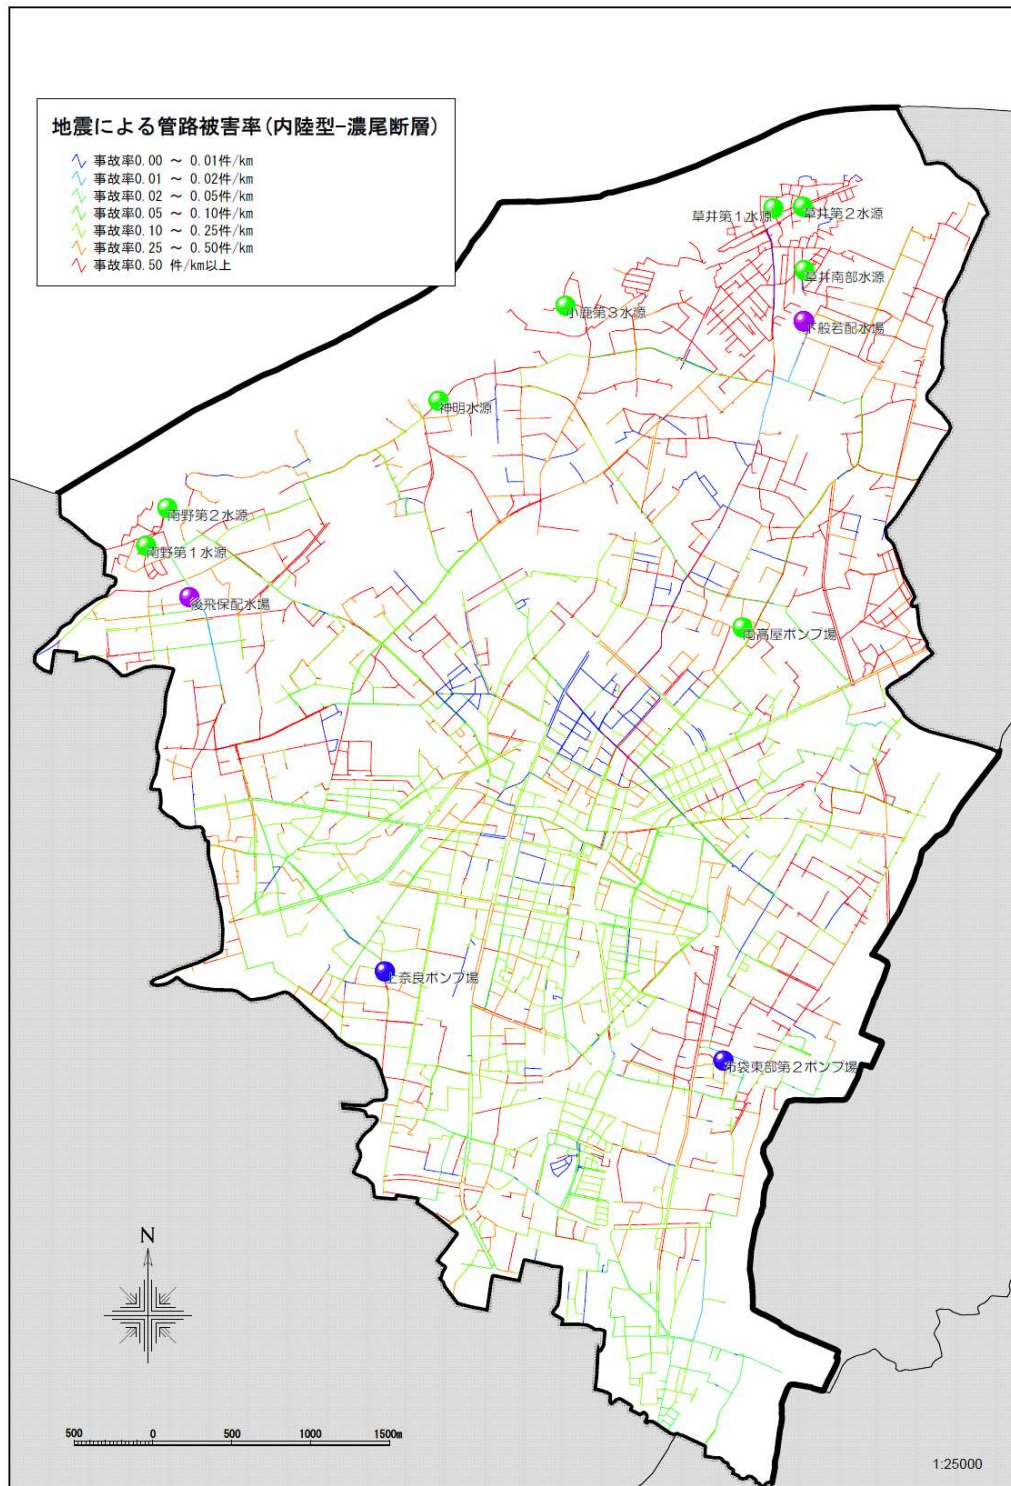 地震による管路被害率(内陸型-濃尾断層)
事故率0.00 ～ 0.01件/km
事故率0.01 ～ 0.02件/km
事故率0.02 ～ 0.05件/km
事故率0.05 ～ 0.10件/km
事故率0.10 ～ 0.25件/km
事故率0.25 ～ 0.50件/km
事故率0.50 件/km以上
草井第１水源
草井第２水源
草井南部水源
小鹿第３水源
下般若配水場
神明水源
南野第２水源
南野第１水源
後飛保配水場
両高屋ポンプ場
上奈良ポンプ場
布袋東部第２ポンプ場
N
500 0 500 1000 1500m
1:25000